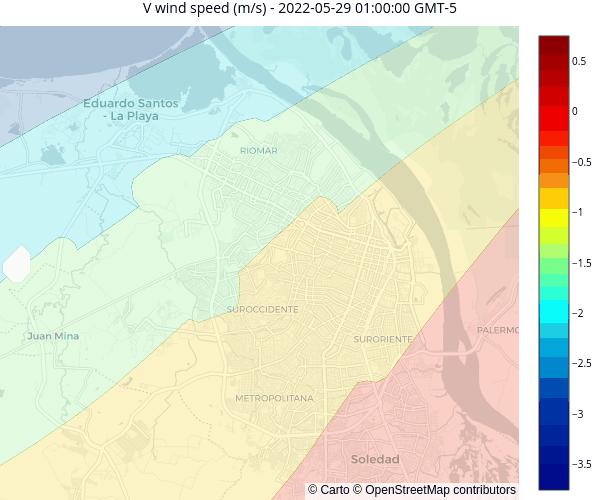 V wind speed (m/s) - 2022-05-29 01:00:00 GMT-5
Eduardo Santos
- La Playa
RIOMAR
SUROCCIDENTE
Juan Mina
SURORIENTE
PALERMO
METROPOLITANA
Soledad
© Carto © OpenStreetMap contributors
0.5
0
−0.5
−1
−1.5
−2
−2.5
−3
−3.5